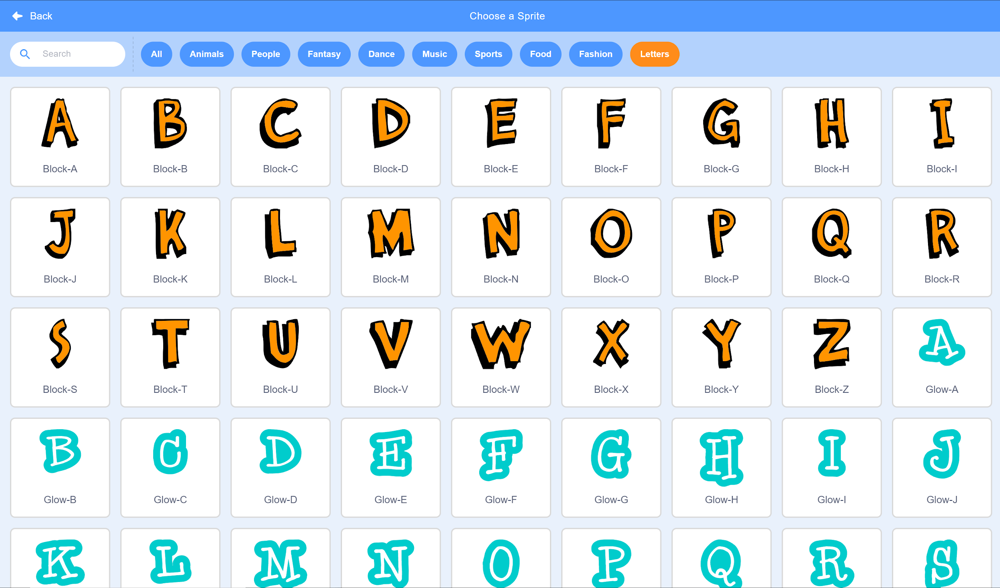 Back
Choose a Sprite
Search
All Animals People Fantasy Dance Music Sports Food Fashion Letters
A B C D E F G H I
Block-A Block-B Block-C Block-D Block-E Block-F Block-G Block-H Block-I
J K L M N O P Q R
Block-J Block-K Block-L Block-M Block-N Block-O Block-P Block-Q Block-R
S T U V W X Y Z A
Block-S Block-T Block-U Block-V Block-W Block-X Block-Y Block-Z Glow-A
B C D E F G H I J
Glow-B Glow-C Glow-D Glow-E Glow-F Glow-G Glow-H Glow-I Glow-J
K L M N O P Q R S